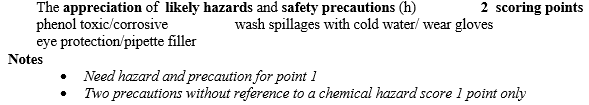 The appreciation of likely hazards and safety precautions (h) 2 scoring points
phenol toxic/corrosive wash spillages with cold water/ wear gloves
eye protection/pipette filler
Notes
• Need hazard and precaution for point 1
• Two precautions without reference to a chemical hazard score 1 point only